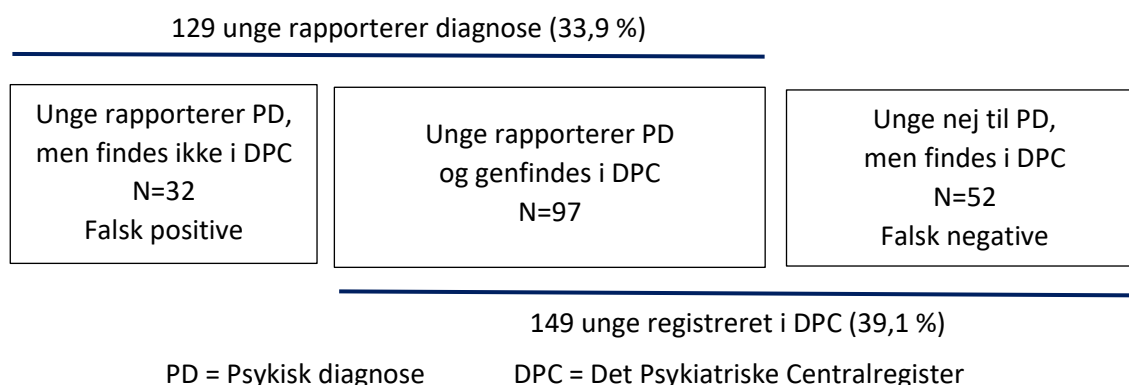 129 unge rapporterer diagnose (33,9 %)
Unge rapporterer PD,
men findes ikke i DPC
N=32
Falsk positive
Unge rapporterer PD
og genfindes i DPC
N=97
Unge nej til PD,
men findes i DPC
N=52
Falsk negative
149 unge registreret i DPC (39,1 %)
PD = Psykisk diagnose DPC = Det Psykiatriske Centralregister